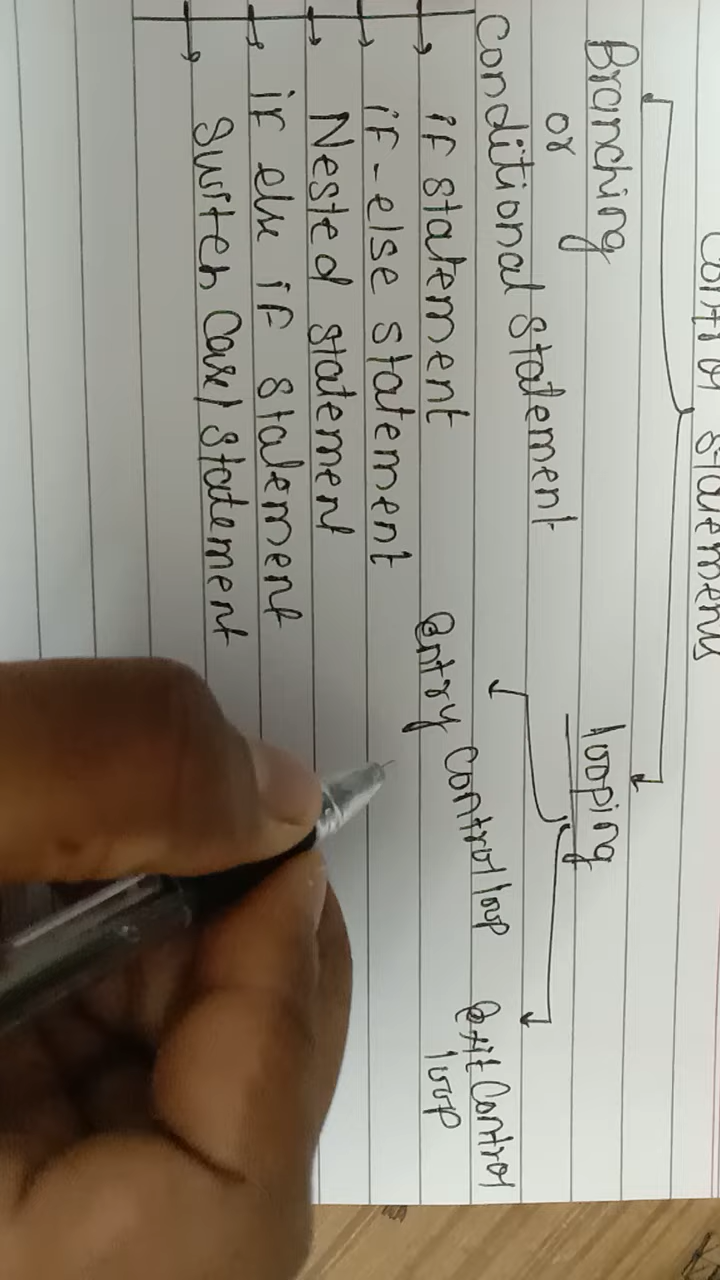 Control statements
Branching
or
Conditional statement
looping
if statement
if-else statement
Nested statement
if else if statement
Switch Case/statement
entry control loop
exit Control
loop